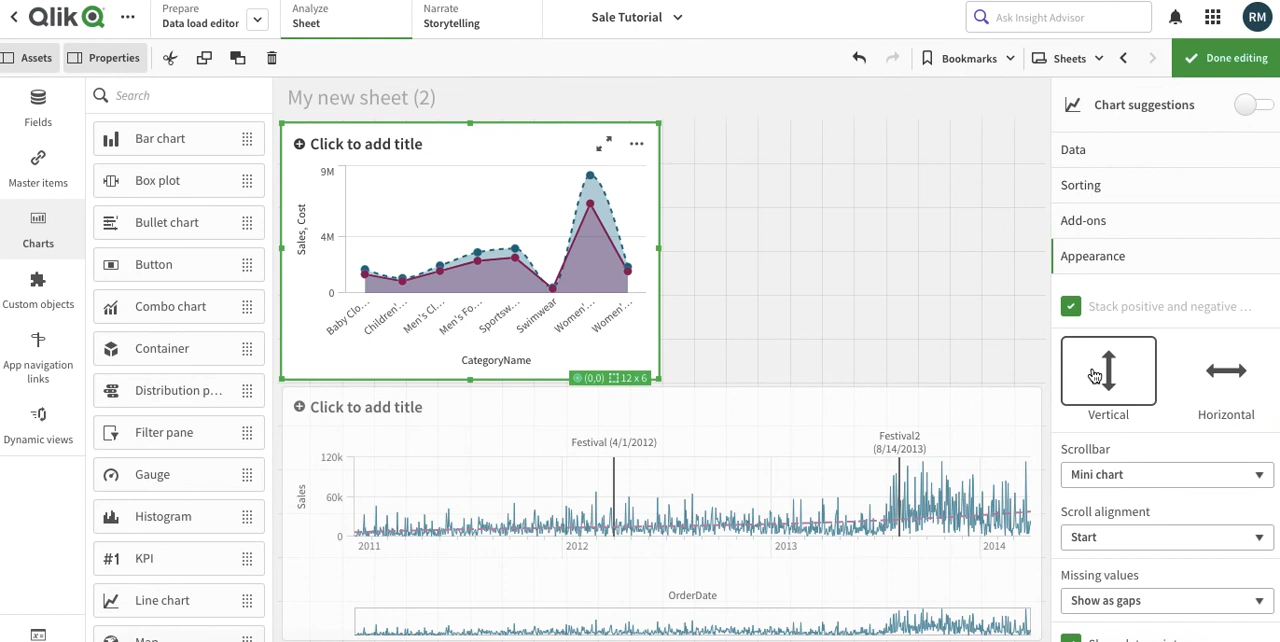 Qlik
Prepare
Data load editor
Analyze
Sheet
Narrate
Storytelling
Sale Tutorial
Ask Insight Advisor
RM
Assets
Properties
Bookmarks
Sheets
Done editing
Fields
Master items
Charts
Custom objects
App navigation
links
Dynamic views
Search
Bar chart
Box plot
Bullet chart
Button
Combo chart
Container
Distribution p...
Filter pane
Gauge
Histogram
#1 KPI
Line chart
Map
My new sheet (2)
Click to add title
9M
4M
0
Sales, Cost
Baby Clo...
Children'...
Men's Cl...
Men's Fo...
Sportsw...
Swimwear
Women'...
Women'...
CategoryName
(0,0) 12 x 6
Click to add title
Festival (4/1/2012)
Festival2
(8/14/2013)
120k
60k
0
Sales
2011
2012
2013
2014
OrderDate
Chart suggestions
Data
Sorting
Add-ons
Appearance
Stack positive and negative ...
Vertical
Horizontal
Scrollbar
Mini chart
Scroll alignment
Start
Missing values
Show as gaps